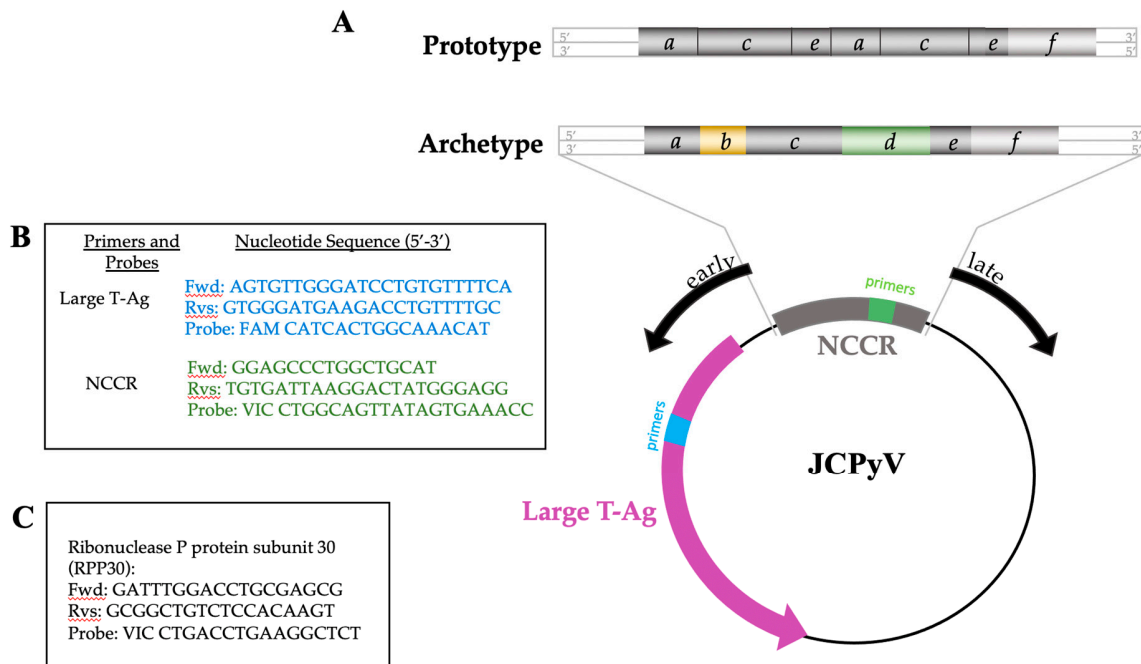 A
Prototype
5′ 3′
a c e a c e f
3′ 5′
Archetype
5′ 3′
a b c d e f
3′ 5′
B
Primers and Probes
Nucleotide Sequence (5′-3′)
Large T-Ag
Fwd: AGTGTTGGGATCCTGTGTTTTCA
Rvs: GTGGGATGAAGACCTGTTTTGC
Probe: FAM CATCACTGGCAAACAT
NCCR
Fwd: GGAGCCCTGGCTGCAT
Rvs: TGTGATTAAGGACTATGGGAGG
Probe: VIC CTGGCAGTTATAGTGAAACC
early
late
primers
NCCR
primers
JCPyV
Large T-Ag
C
Ribonuclease P protein subunit 30
(RPP30):
Fwd: GATTTGGACCTGCGAGCG
Rvs: GCGGCTGTCTCCACAAGT
Probe: VIC CTGACCTGAAGGCTCT